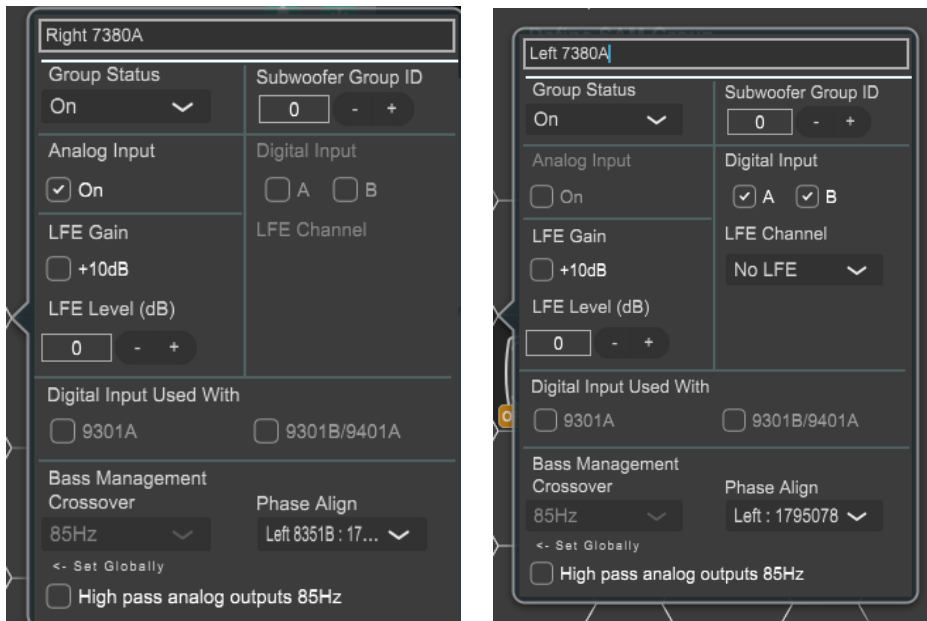 Right 7380A
Group Status
Subwoofer Group ID
On
0 - +
Analog Input
Digital Input
On
A B
LFE Gain
LFE Channel
+10dB
LFE Level (dB)
0 - +
Digital Input Used With
9301A
9301B/9401A
Bass Management
Crossover
Phase Align
85Hz
Left 8351B : 17...
<- Set Globally
High pass analog outputs 85Hz
Left 7380A
Group Status
Subwoofer Group ID
On
0 - +
Analog Input
Digital Input
On
A B
LFE Gain
LFE Channel
+10dB
No LFE
LFE Level (dB)
0 - +
Digital Input Used With
9301A
9301B/9401A
O
Bass Management
Crossover
Phase Align
85Hz
Left : 1795078
<- Set Globally
High pass analog outputs 85Hz